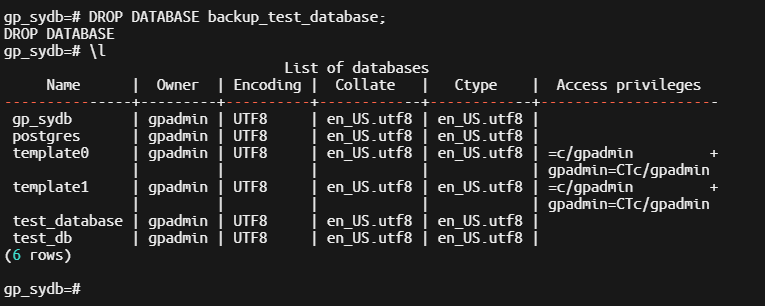 gp_sydb=# DROP DATABASE backup_test_database;
DROP DATABASE
gp_sydb=# \l
                                 List of databases
     Name      |  Owner  | Encoding |  Collate   |   Ctype    |  Access privileges
---------------+---------+----------+------------+------------+---------------------
 gp_sydb       | gpadmin | UTF8     | en_US.utf8 | en_US.utf8 |
 postgres      | gpadmin | UTF8     | en_US.utf8 | en_US.utf8 |
 template0     | gpadmin | UTF8     | en_US.utf8 | en_US.utf8 | =c/gpadmin         +
               |         |          |            |            | gpadmin=CTc/gpadmin
 template1     | gpadmin | UTF8     | en_US.utf8 | en_US.utf8 | =c/gpadmin         +
               |         |          |            |            | gpadmin=CTc/gpadmin
 test_database | gpadmin | UTF8     | en_US.utf8 | en_US.utf8 |
 test_db       | gpadmin | UTF8     | en_US.utf8 | en_US.utf8 |
(6 rows)
gp_sydb=#